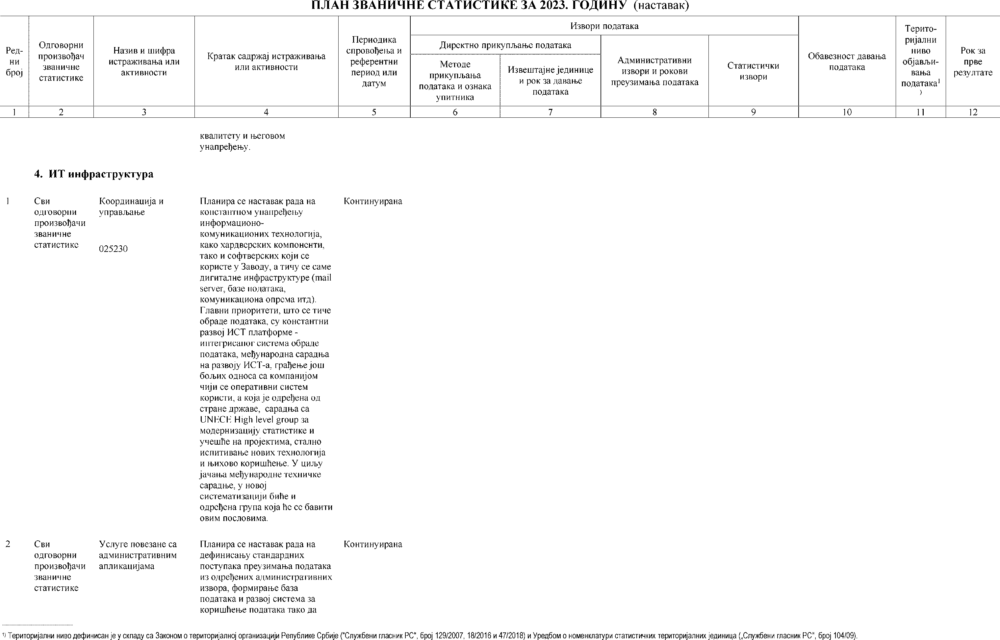 ПЛАН ЗВАНИЧНЕ СТАТИСТИКЕ ЗА 2023. ГОДИНУ (наставак)
Ред-
ни
број
Одговорни
произвођач
званичне
статистике
Назив и шифра
истраживања или
активности
Кратак садржај истраживања
или активности
Периодика
спровођења и
референтни
период или
датум
Извори података
Директно прикупљање података
Методе
прикупљања
података и ознака
упитника
Извештајне јединице
и рок за давање
података
Административни
извори и рокови
преузимања података
Статистички
извори
Обавезност давања
података
Терито-
ријални
ниво
објављи-
вања
података¹
)
Рок за
прве
резултате
1 2 3 4 5 6 7 8 9 10 11 12
квалитету и његовом
унапређењу.
4. ИТ инфраструктура
1
Сви
одговорни
произвођачи
званичне
статистике
Координација и
управљање
025230
Планира се наставак рада на
константном унапређењу
информационо-
комуникационих технологија,
како хардверских компоненти,
тако и софтверских који се
користе у Заводу, а тичу се саме
дигиталне инфраструктуре (mail
server, базе података,
комуникациона опрема итд).
Главни приоритети, што се тиче
обраде података, су константни
развој ИСТ платформе -
интегрисаног система обраде
података, међународна сарадња
на развоју ИСТ-а, грађење још
бољих односа са компанијом
чији се оперативни систем
користи, а која је одређена од
стране државе, сарадња са
UNECE High level group за
модернизацију статистике и
учешће на пројектима, стално
испитивање нових технологија
и њихово коришћење. У циљу
јачања међународне техничке
сарадње, у новој
систематизацији биће и
одређена група која ће се бавити
овим пословима.
Континуирана
2
Сви
одговорни
произвођачи
званичне
статистике
Услуге повезане са
административним
апликацијама
Планира се наставак рада на
дефинисању стандардних
поступака преузимања података
из одређених административних
извора, формирање база
података и развој система за
коришћење података тако да
Континуирана
¹⁾ Територијални ниво дефинисан је у складу са Законом о територијалној организацији Републике Србије ("Службени гласник РС", број 129/2007, 18/2016 и 47/2018) и Уредбом о номенклатури статистичких територијалних јединица („Службени гласник РС", број 104/09).